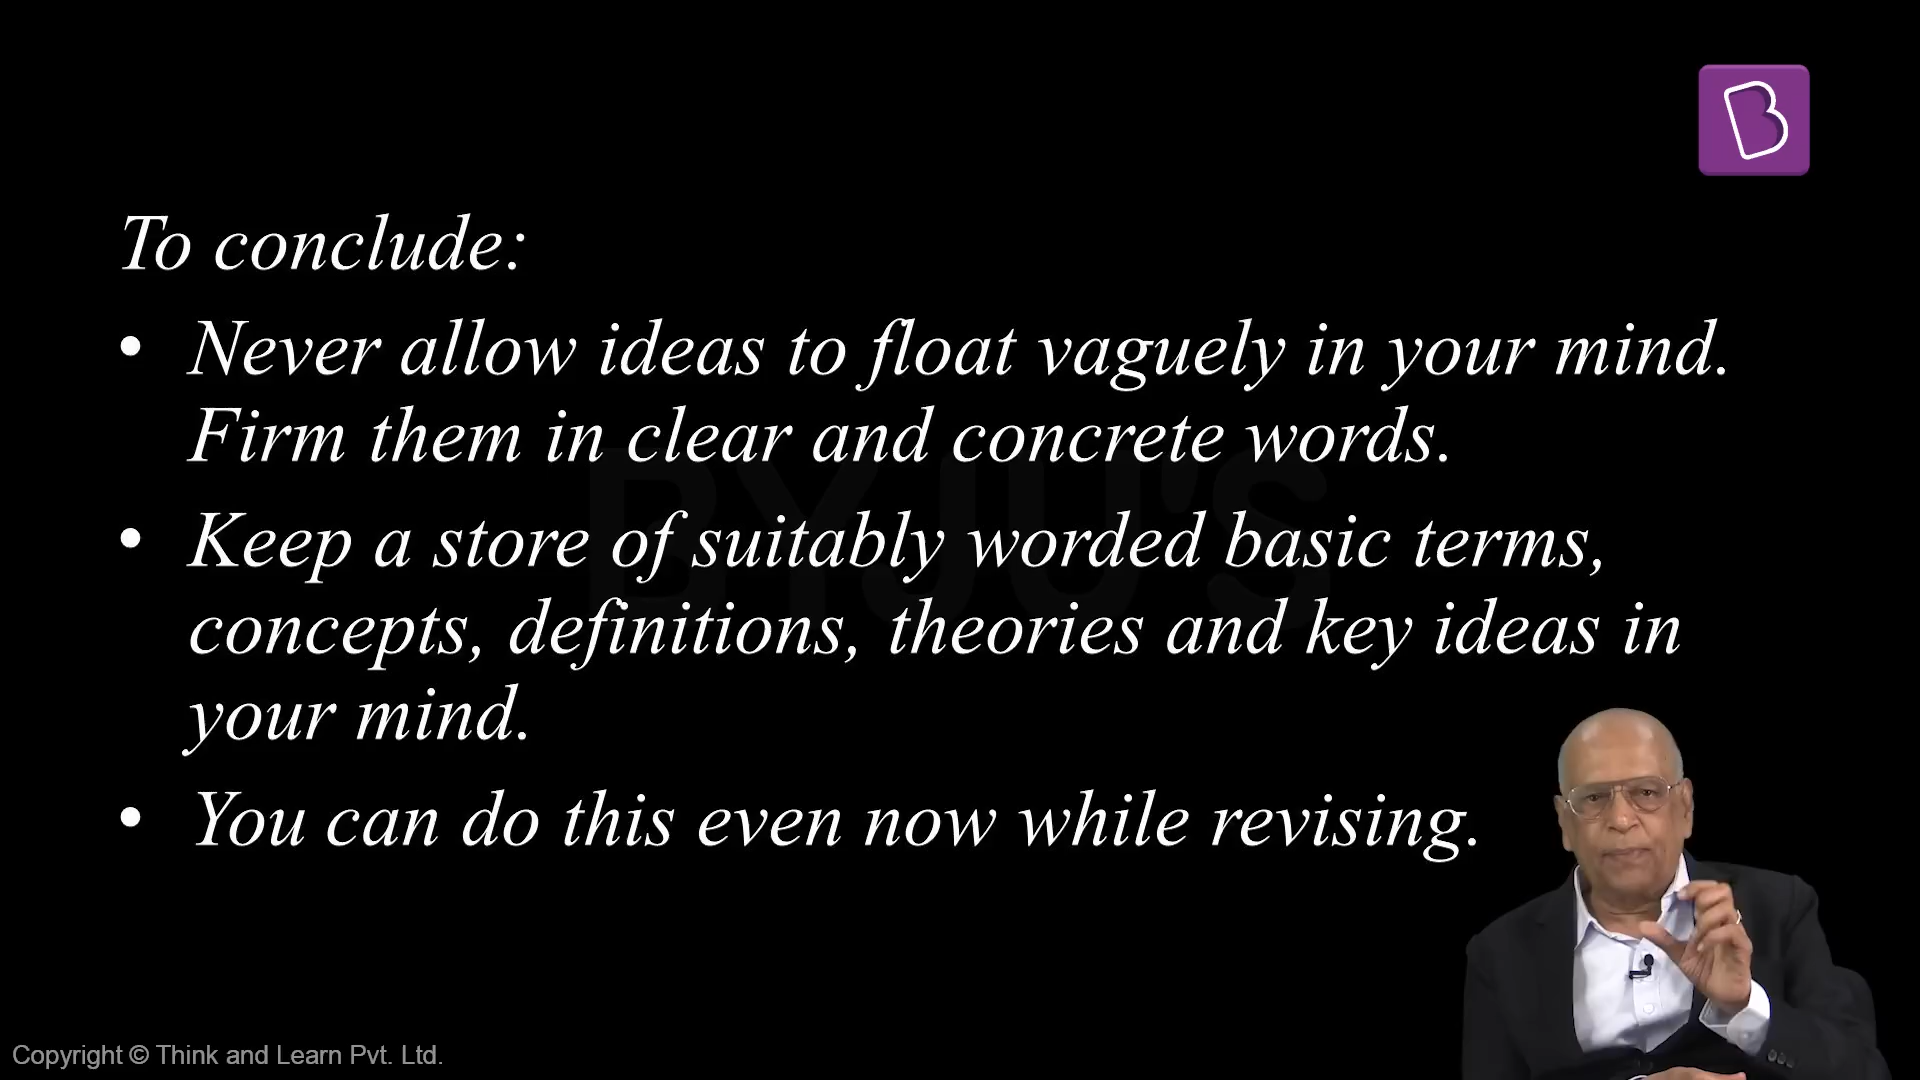 To conclude:
• Never allow ideas to float vaguely in your mind.
Firm them in clear and concrete words.
• Keep a store of suitably worded basic terms,
concepts, definitions, theories and key ideas in
your mind.
• You can do this even now while revising.
BYJU'S
B
Copyright © Think and Learn Pvt. Ltd.